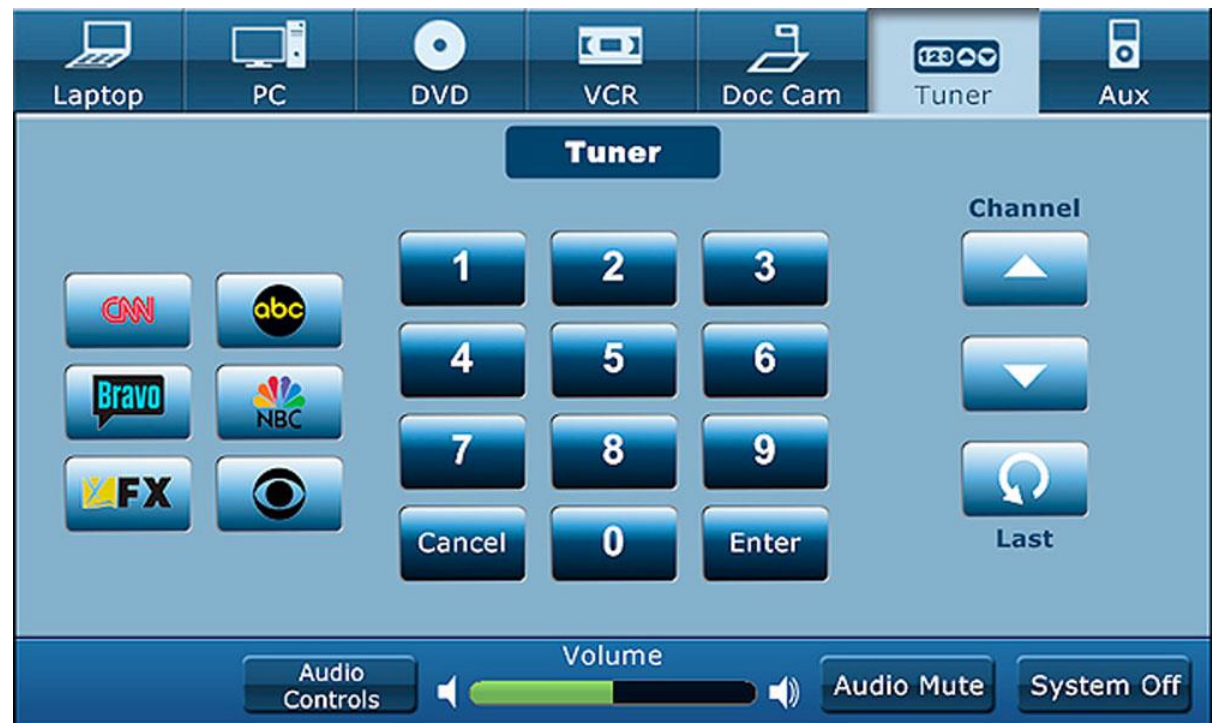 Laptop PC DVD VCR Doc Cam 123 Tuner Aux
Tuner
Channel
1 2 3
CNN abc
4 5 6
Bravo NBC
7 8 9
FX
Cancel 0 Enter
Last
Volume
Audio
Controls
Audio Mute System Off